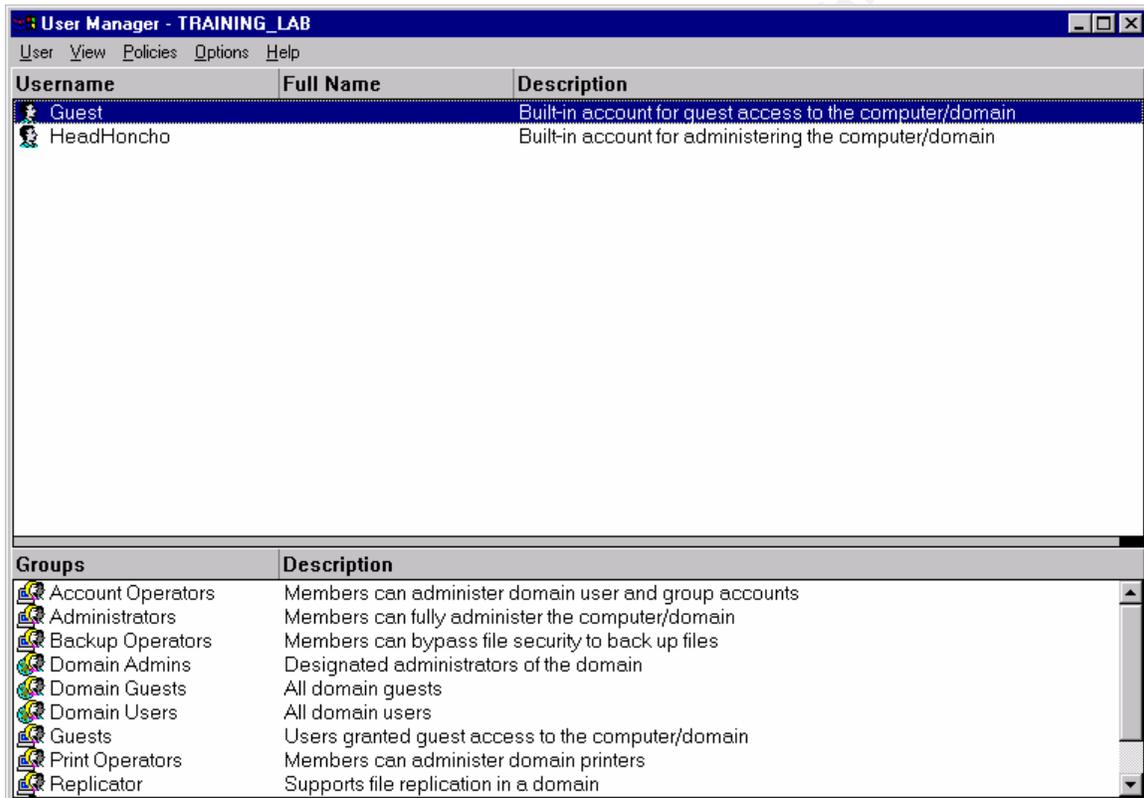 User Manager - TRAINING_LAB
User View Policies Options Help
Username Full Name Description
Guest Built-in account for guest access to the computer/domain
HeadHoncho Built-in account for administering the computer/domain
Groups Description
Account Operators Members can administer domain user and group accounts
Administrators Members can fully administer the computer/domain
Backup Operators Members can bypass file security to back up files
Domain Admins Designated administrators of the domain
Domain Guests All domain guests
Domain Users All domain users
Guests Users granted guest access to the computer/domain
Print Operators Members can administer domain printers
Replicator Supports file replication in a domain